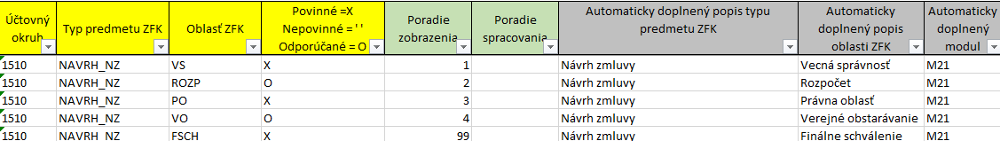 Účtovný okruh Typ predmetu ZFK Oblasť ZFK Povinné =X Nepovinné = ' ' Odporúčané = O Poradie zobrazenia Poradie spracovania Automaticky doplnený popis typu predmetu ZFK Automaticky doplnený popis oblasti ZFK Automaticky doplnený modul
1510 NAVRH_NZ VS X 1 Návrh zmluvy Vecná správnosť M21
1510 NAVRH_NZ ROZP O 2 Návrh zmluvy Rozpočet M21
1510 NAVRH_NZ PO X 3 Návrh zmluvy Právna oblasť M21
1510 NAVRH_NZ VO O 4 Návrh zmluvy Verejné obstarávanie M21
1510 NAVRH_NZ FSCH X 99 Návrh zmluvy Finálne schválenie M21